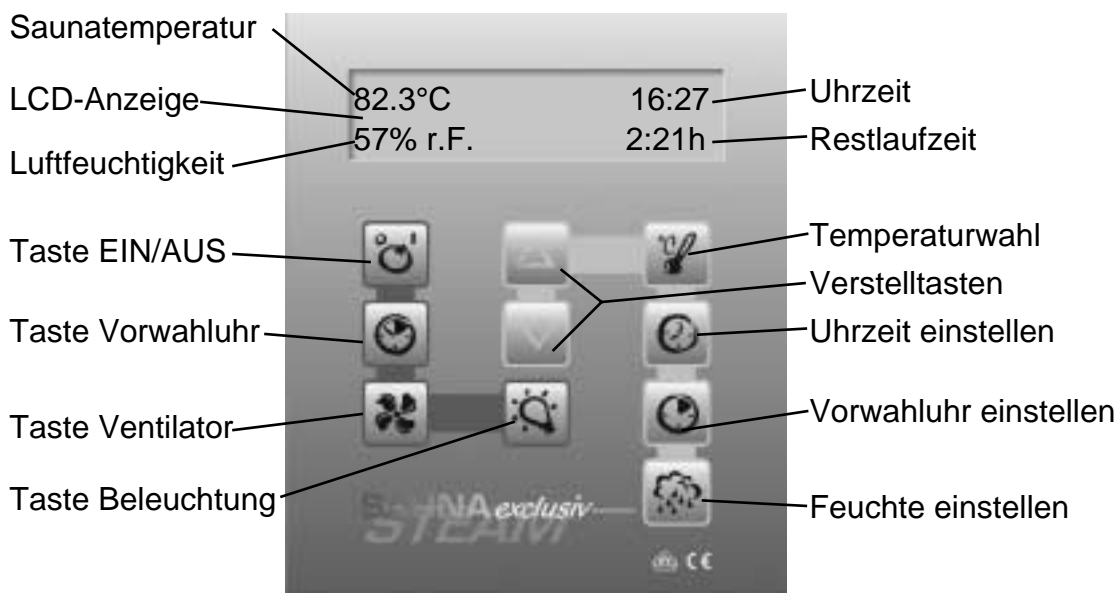 Saunatemperatur
LCD-Anzeige
Luftfeuchtigkeit
82.3°C 16:27
57% r.F. 2:21h
Uhrzeit
Restlaufzeit
Taste EIN/AUS
Taste Vorwahluhr
Taste Ventilator
Taste Beleuchtung
O I
°C
Temperaturwahl
Verstelltasten
Uhrzeit einstellen
Vorwahluhr einstellen
Feuchte einstellen
SAUNA exclusiv
STEAM
CE